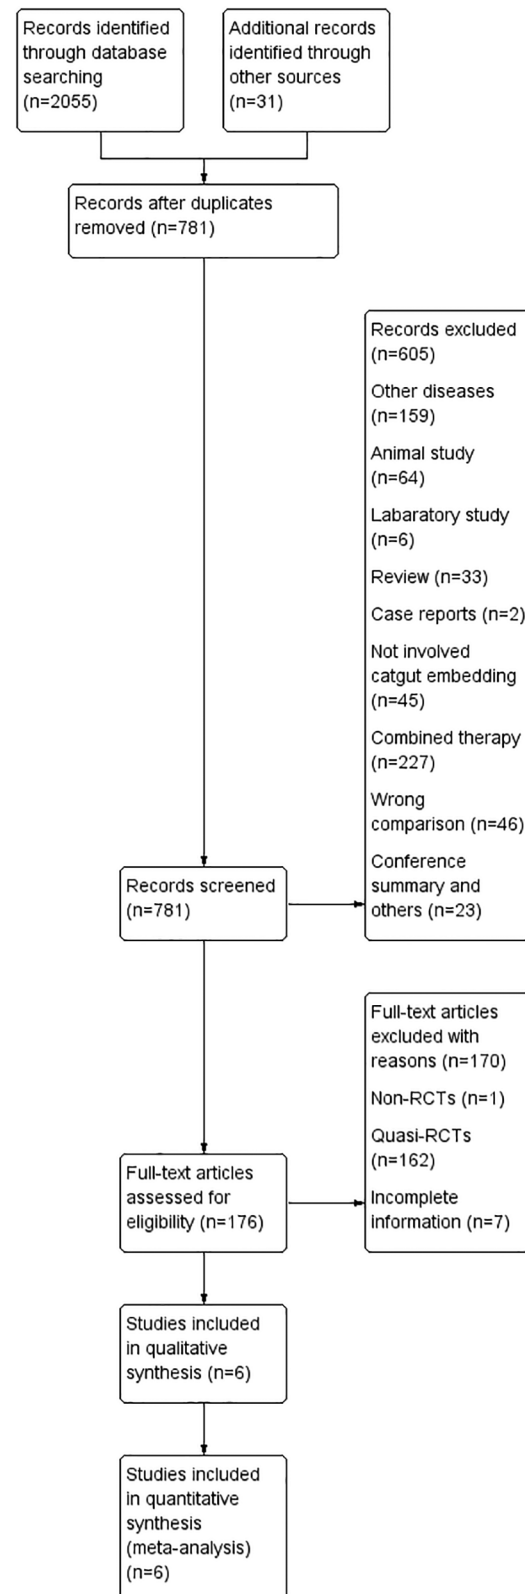 Records identified
through database
searching
(n=2055)
Additional records
identified through
other sources
(n=31)
Records after duplicates
removed (n=781)
Records excluded
(n=605)
Other diseases
(n=159)
Animal study
(n=64)
Labaratory study
(n=6)
Review (n=33)
Case reports (n=2)
Not involved
catgut embedding
(n=45)
Combined therapy
(n=227)
Wrong
comparison (n=46)
Conference
summary and
others (n=23)
Records screened
(n=781)
Full-text articles
excluded with
reasons (n=170)
Non-RCTs (n=1)
Quasi-RCTs
(n=162)
Incomplete
information (n=7)
Full-text articles
assessed for
eligibility (n=176)
Studies included
in qualitative
synthesis (n=6)
Studies included
in quantitative
synthesis
(meta-analysis)
(n=6)